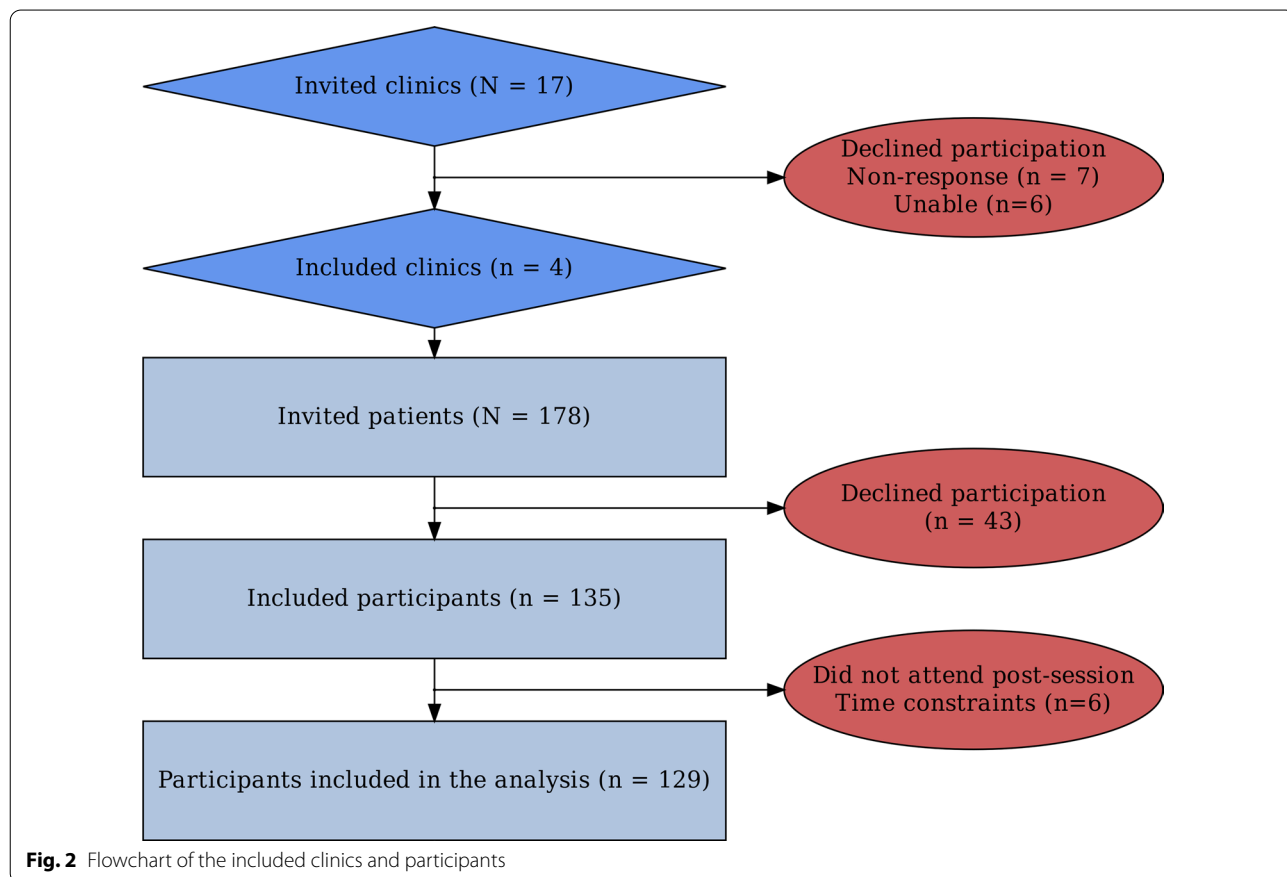 Invited clinics (N = 17)
Declined participation
Non-response (n = 7)
Unable (n=6)
Included clinics (n = 4)
Invited patients (N = 178)
Declined participation
(n = 43)
Included participants (n = 135)
Did not attend post-session
Time constraints (n=6)
Participants included in the analysis (n = 129)
Fig. 2 Flowchart of the included clinics and participants